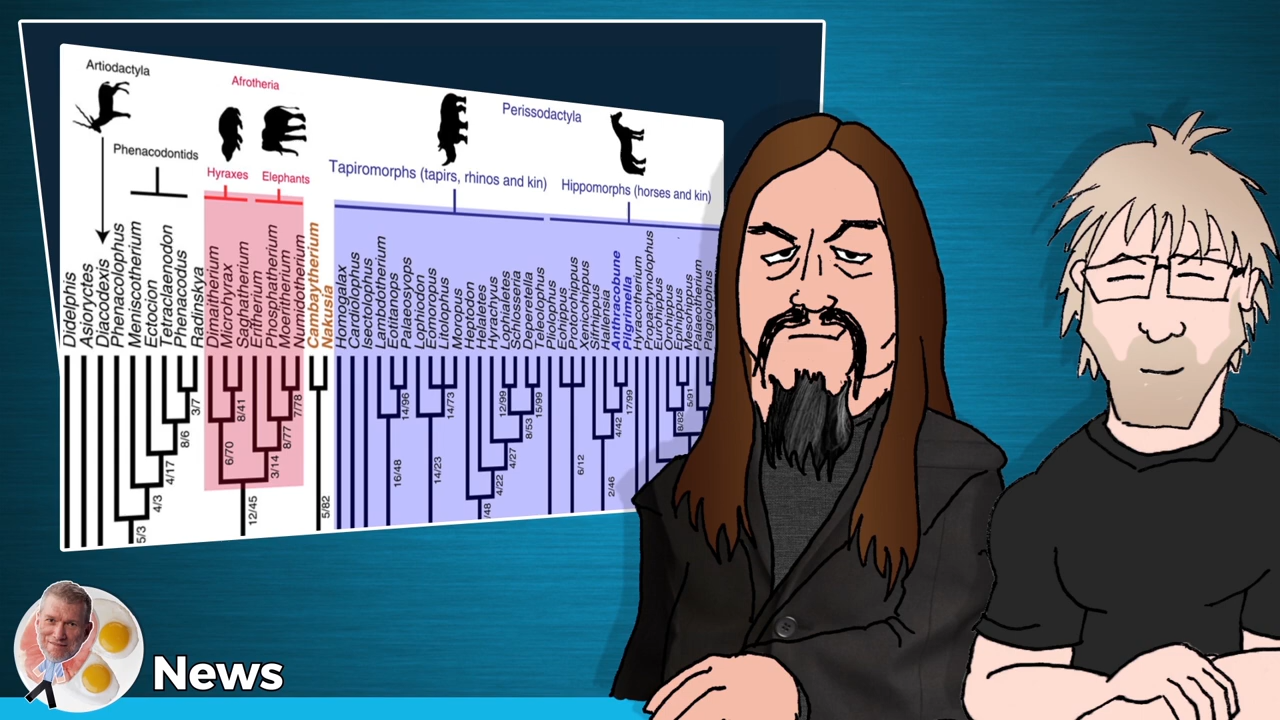 Artiodactyla
Afrotheria
Perissodactyla
Phenacodontids
Hyraxes
Elephants
Tapiromorphs (tapirs, rhinos and kin)
Hippomorphs (horses and kin)
Didelphis
Asioryctes
Diacodexis
Phenacolophus
Meniscotherium
Ectocion
Tetraclaenodon
Phenacodus
Radinskya
Dimaitherium
Microhyrax
Saghatherium
Eritherium
Phosphatherium
Moeritherium
Numidotherium
Cambaytherium
Nakusia
Homogalax
Cardiolophus
Isectolophus
Lambdotherium
Eotitanops
Palaeosyops
Lophiodon
Eomoropus
Litolophus
Moropus
Heptodon
Helaletes
Hyrachyus
Lophialetes
Schlosseria
Deperetella
Teleolophus
Pliolophus
Eohippus
Protorohippus
Xenicohippus
Sifrhippus
Hallensia
Anthracobune
Pilgrimella
Hyracotherium
Propachynolophus
Pachynolophus
Orohippus
Epihippus
Mesohippus
Palaeotherium
Plagiolophus
3/7
8/6
4/17
4/3
5/3
8/41
6/70
7/78
8/77
3/14
12/45
5/82
14/96
16/48
14/73
14/23
12/99
15/99
8/53
4/27
4/22
/48
6/12
17/99
4/42
2/46
5/91
8/82
News